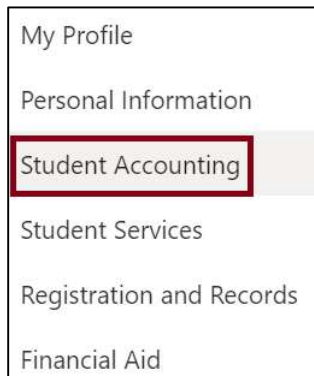 My Profile
Personal Information
Student Accounting
Student Services
Registration and Records
Financial Aid